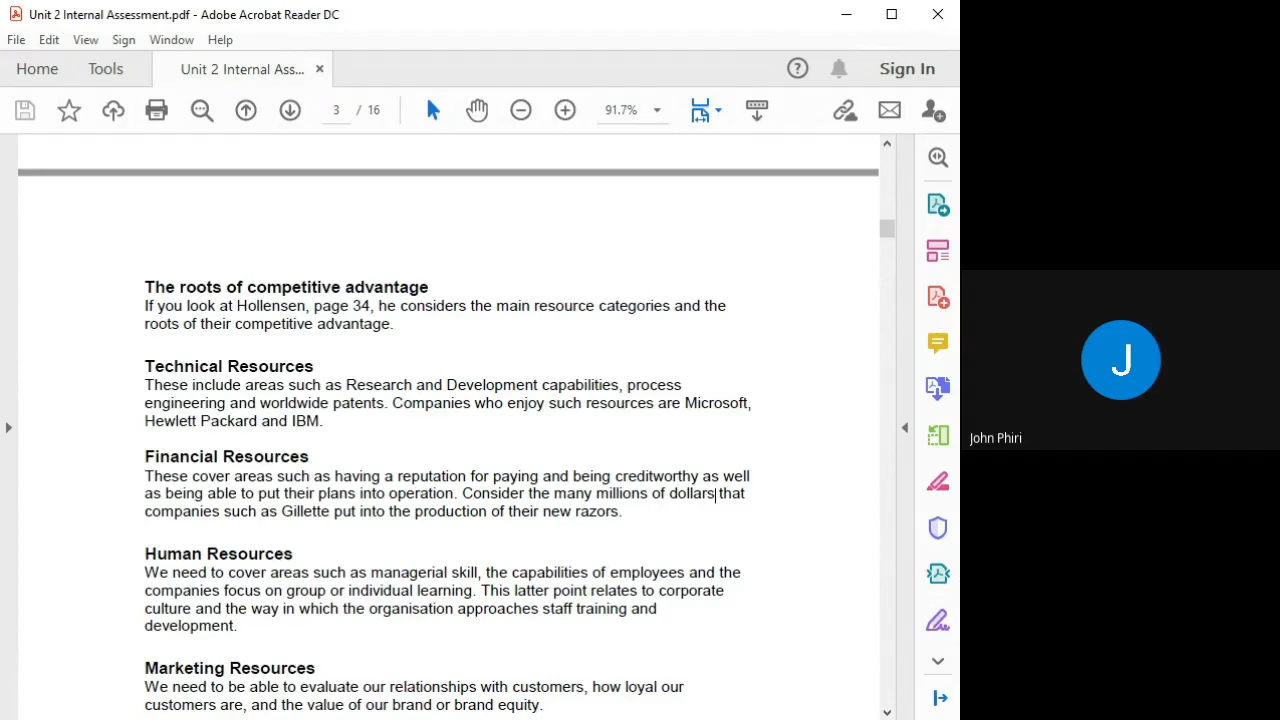 Unit 2 Internal Assessment.pdf - Adobe Acrobat Reader DC
File Edit View Sign Window Help
Home Tools Unit 2 Internal Ass... × Sign In
3 / 16 91.7%
The roots of competitive advantage
If you look at Hollensen, page 34, he considers the main resource categories and the
roots of their competitive advantage.
Technical Resources
These include areas such as Research and Development capabilities, process
engineering and worldwide patents. Companies who enjoy such resources are Microsoft,
Hewlett Packard and IBM.
Financial Resources
These cover areas such as having a reputation for paying and being creditworthy as well
as being able to put their plans into operation. Consider the many millions of dollars that
companies such as Gillette put into the production of their new razors.
Human Resources
We need to cover areas such as managerial skill, the capabilities of employees and the
companies focus on group or individual learning. This latter point relates to corporate
culture and the way in which the organisation approaches staff training and
development.
Marketing Resources
We need to be able to evaluate our relationships with customers, how loyal our
customers are, and the value of our brand or brand equity.
J
John Phiri